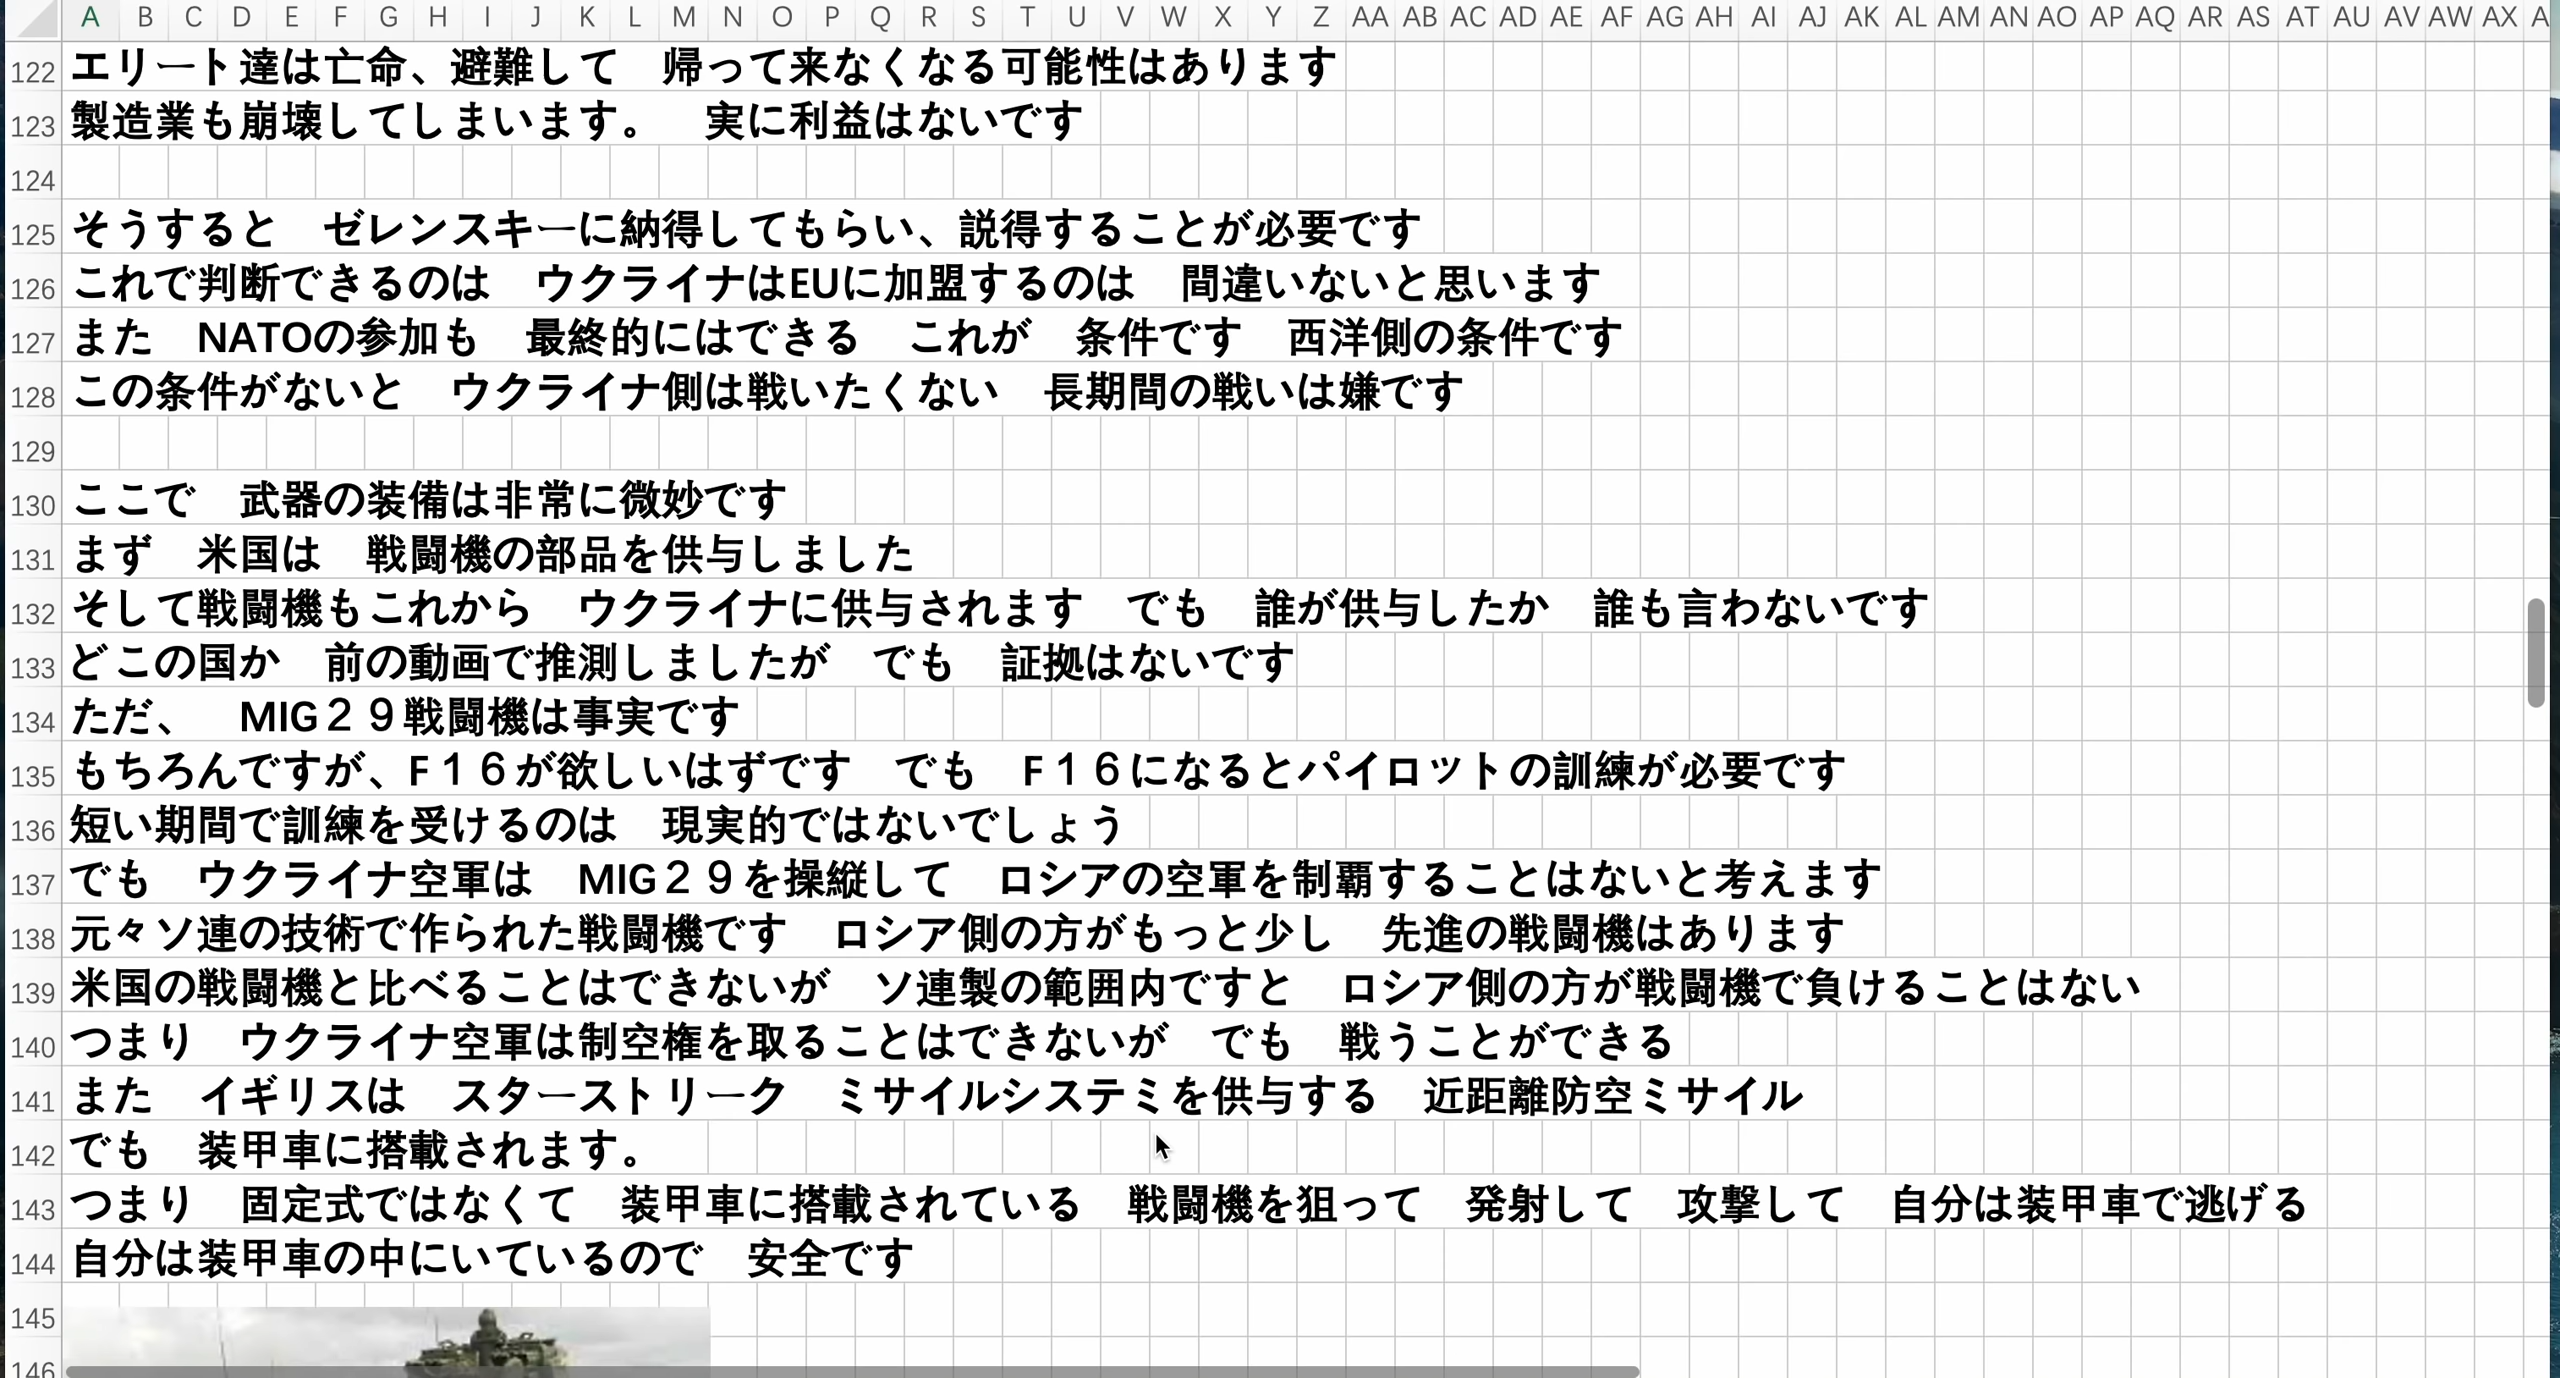 A B C D E F G H I J K L M N O P Q R S T U V W X Y Z AA AB AC AD AE AF AG AH AI AJ AK AL AM AN AO AP AQ AR AS AT AU AV AW AX A
122 エリート達は亡命、避難して　帰って来なくなる可能性はあります
123 製造業も崩壊してしまいます。　実に利益はないです
124
125 そうすると　ゼレンスキーに納得してもらい、説得することが必要です
126 これで判断できるのは　ウクライナはEUに加盟するのは　間違いないと思います
127 また　NATOの参加も　最終的にはできる　これが　条件です　西洋側の条件です
128 この条件がないと　ウクライナ側は戦いたくない　長期間の戦いは嫌です
129
130 ここで　武器の装備は非常に微妙です
131 まず　米国は　戦闘機の部品を供与しました
132 そして戦闘機もこれから　ウクライナに供与されます　でも　誰が供与したか　誰も言わないです
133 どこの国か　前の動画で推測しましたが　でも　証拠はないです
134 ただ、　MIG２９戦闘機は事実です
135 もちろんですが、F１６が欲しいはずです　でも　F１６になるとパイロットの訓練が必要です
136 短い期間で訓練を受けるのは　現実的ではないでしょう
137 でも　ウクライナ空軍は　MIG２９を操縦して　ロシアの空軍を制覇することはないと考えます
138 元々ソ連の技術で作られた戦闘機です　ロシア側の方がもっと少し　先進の戦闘機はあります
139 米国の戦闘機と比べることはできないが　ソ連製の範囲内ですと　ロシア側の方が戦闘機で負けることはない
140 つまり　ウクライナ空軍は制空権を取ることはできないが　でも　戦うことができる
141 また　イギリスは　スターストリーク　ミサイルシステミを供与する　近距離防空ミサイル
142 でも　装甲車に搭載されます。
143 つまり　固定式ではなくて　装甲車に搭載されている　戦闘機を狙って　発射して　攻撃して　自分は装甲車で逃げる
144 自分は装甲車の中にいているので　安全です
145
146